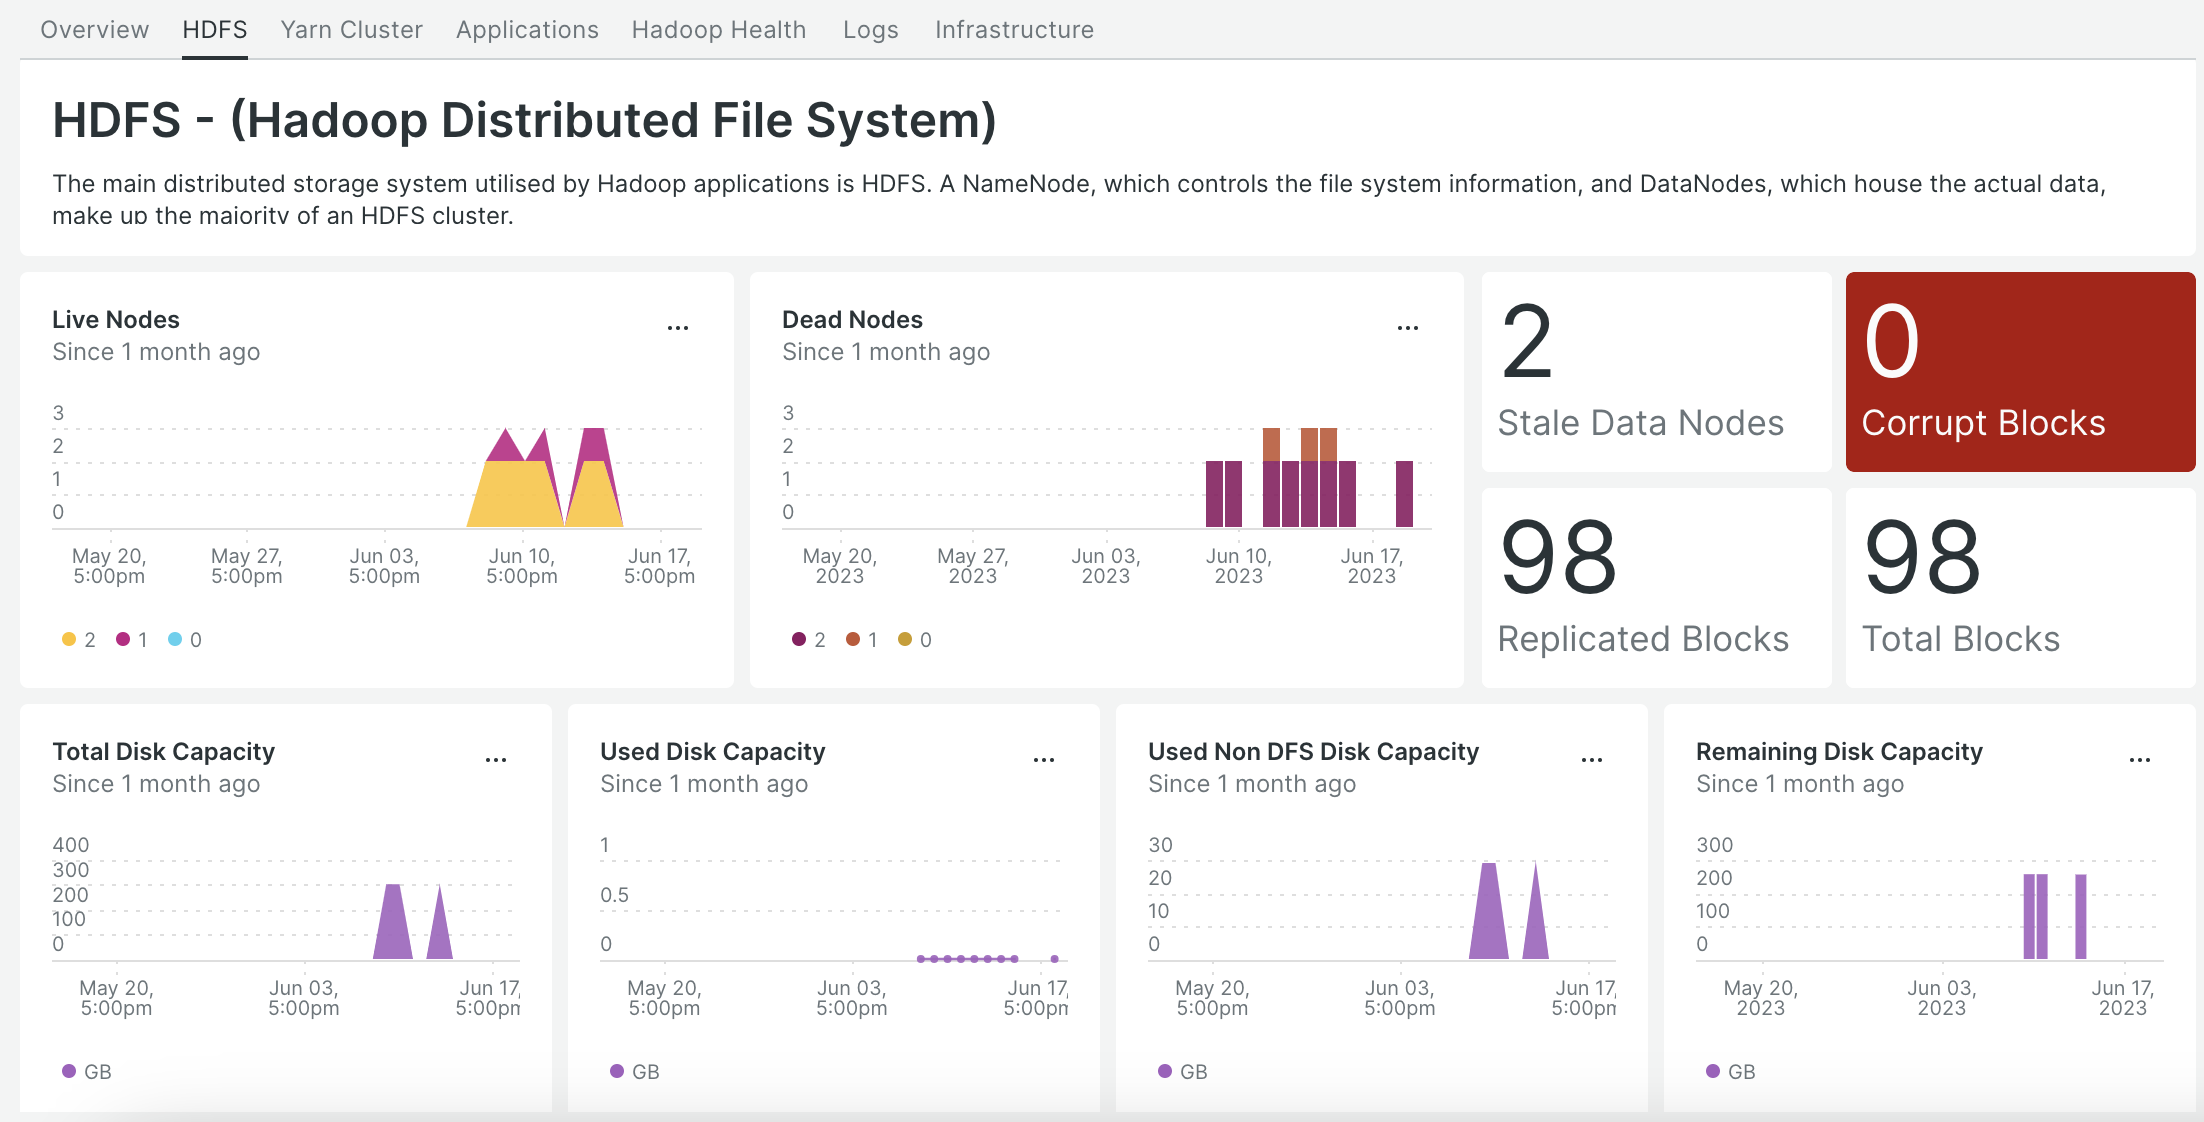 Overview HDFS Yarn Cluster Applications Hadoop Health Logs Infrastructure
HDFS - (Hadoop Distributed File System)
The main distributed storage system utilised by Hadoop applications is HDFS. A NameNode, which controls the file system information, and DataNodes, which house the actual data,
make up the majority of an HDFS cluster.
Live Nodes
Since 1 month ago
...
3
2
1
0
May 20, May 27, Jun 03, Jun 10, Jun 17,
5:00pm 5:00pm 5:00pm 5:00pm 5:00pm
2 1 0
Dead Nodes
Since 1 month ago
...
3
2
1
0
May 20, May 27, Jun 03, Jun 10, Jun 17,
2023 2023 2023 2023 2023
2 1 0
2
Stale Data Nodes
0
Corrupt Blocks
98
Replicated Blocks
98
Total Blocks
Total Disk Capacity
Since 1 month ago
...
400
300
200
100
0
May 20, Jun 03, Jun 17,
5:00pm 5:00pm 5:00pm
GB
Used Disk Capacity
Since 1 month ago
...
1
0.5
0
May 20, Jun 03, Jun 17,
5:00pm 5:00pm 5:00pm
GB
Used Non DFS Disk Capacity
Since 1 month ago
...
30
20
10
0
May 20, Jun 03, Jun 17,
5:00pm 5:00pm 5:00pm
GB
Remaining Disk Capacity
Since 1 month ago
...
300
200
100
0
May 20, Jun 03, Jun 17,
2023 2023 2023
GB